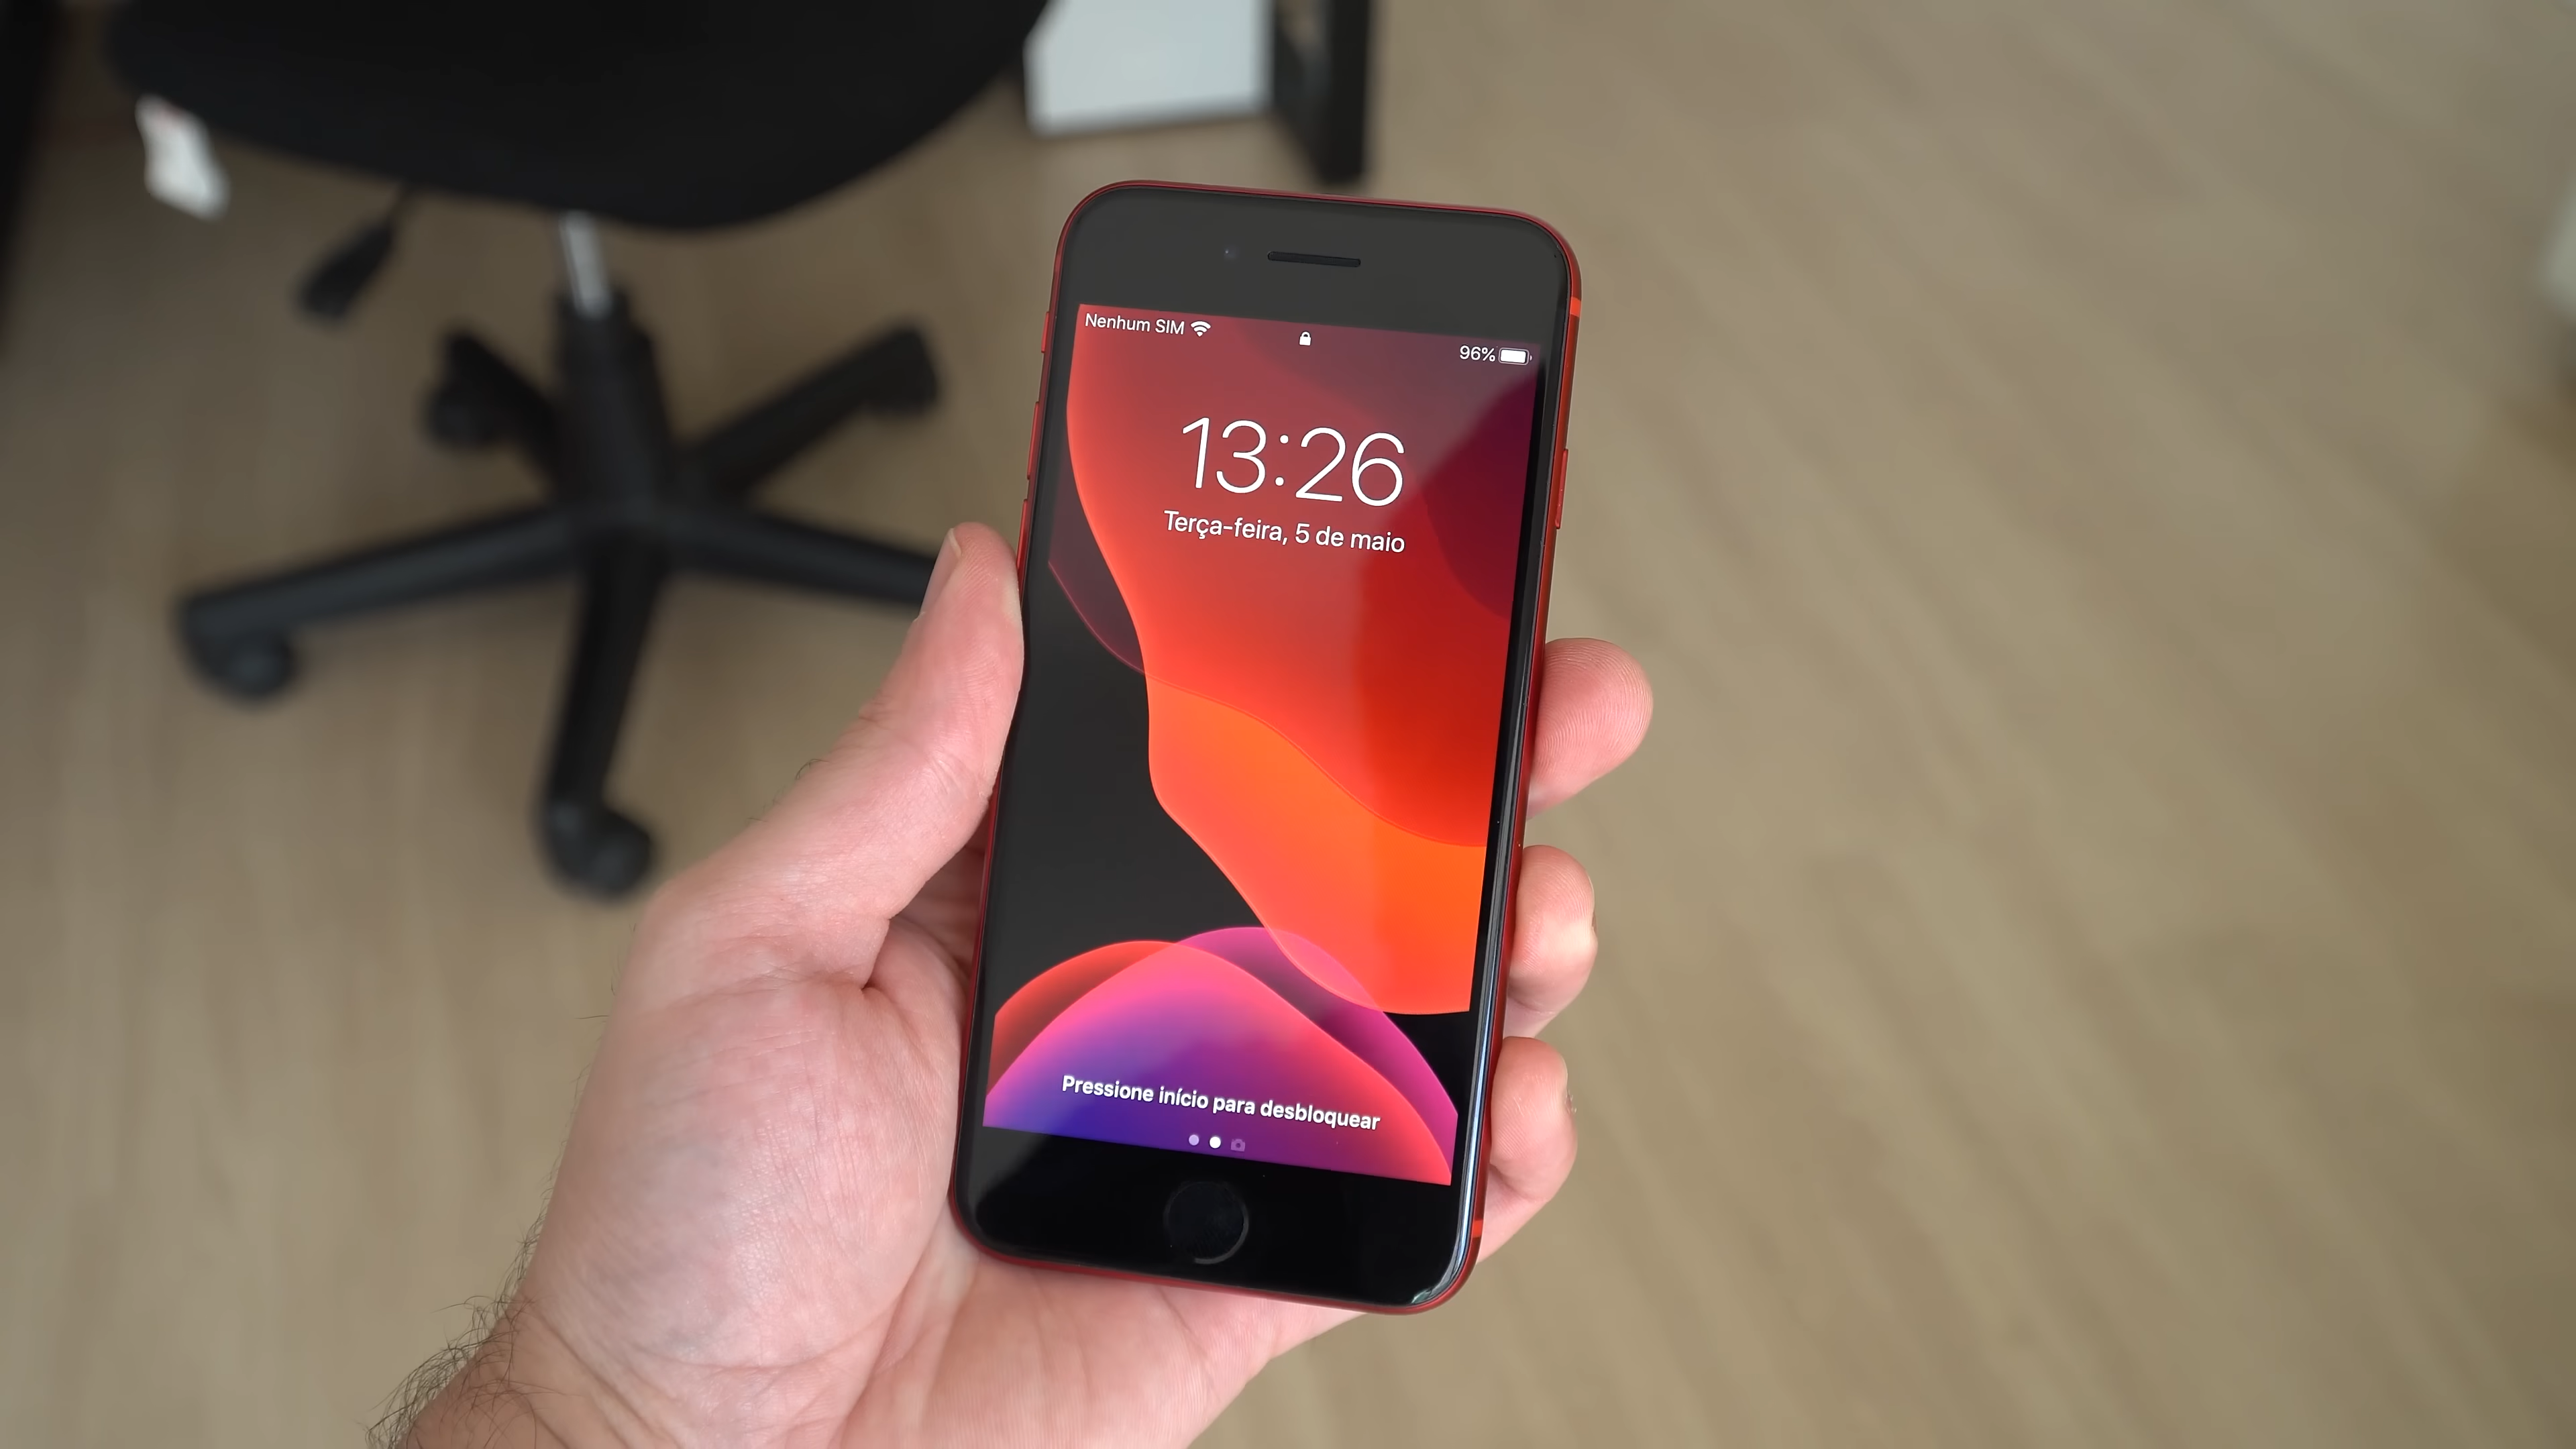 Nenhum SIM
96%
13:26
Terça-feira, 5 de maio
Pressione início para desbloquear